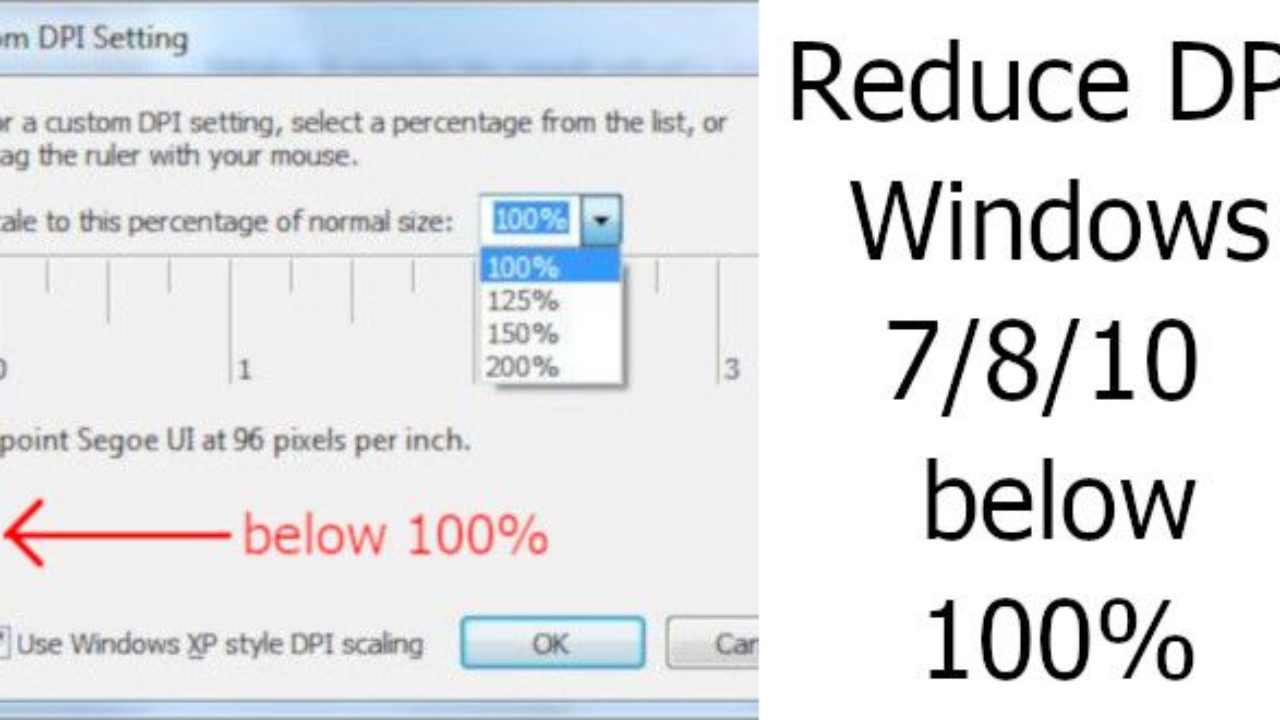 om DPI Setting
or a custom DPI setting, select a percentage from the list, or
ag the ruler with your mouse.
cale to this percentage of normal size: 100%
100%
125%
150%
200%
0 1 3
point Segoe UI at 96 pixels per inch.
below 100%
Use Windows XP style DPI scaling
OK
Can
Reduce DP
Windows
7/8/10
below
100%